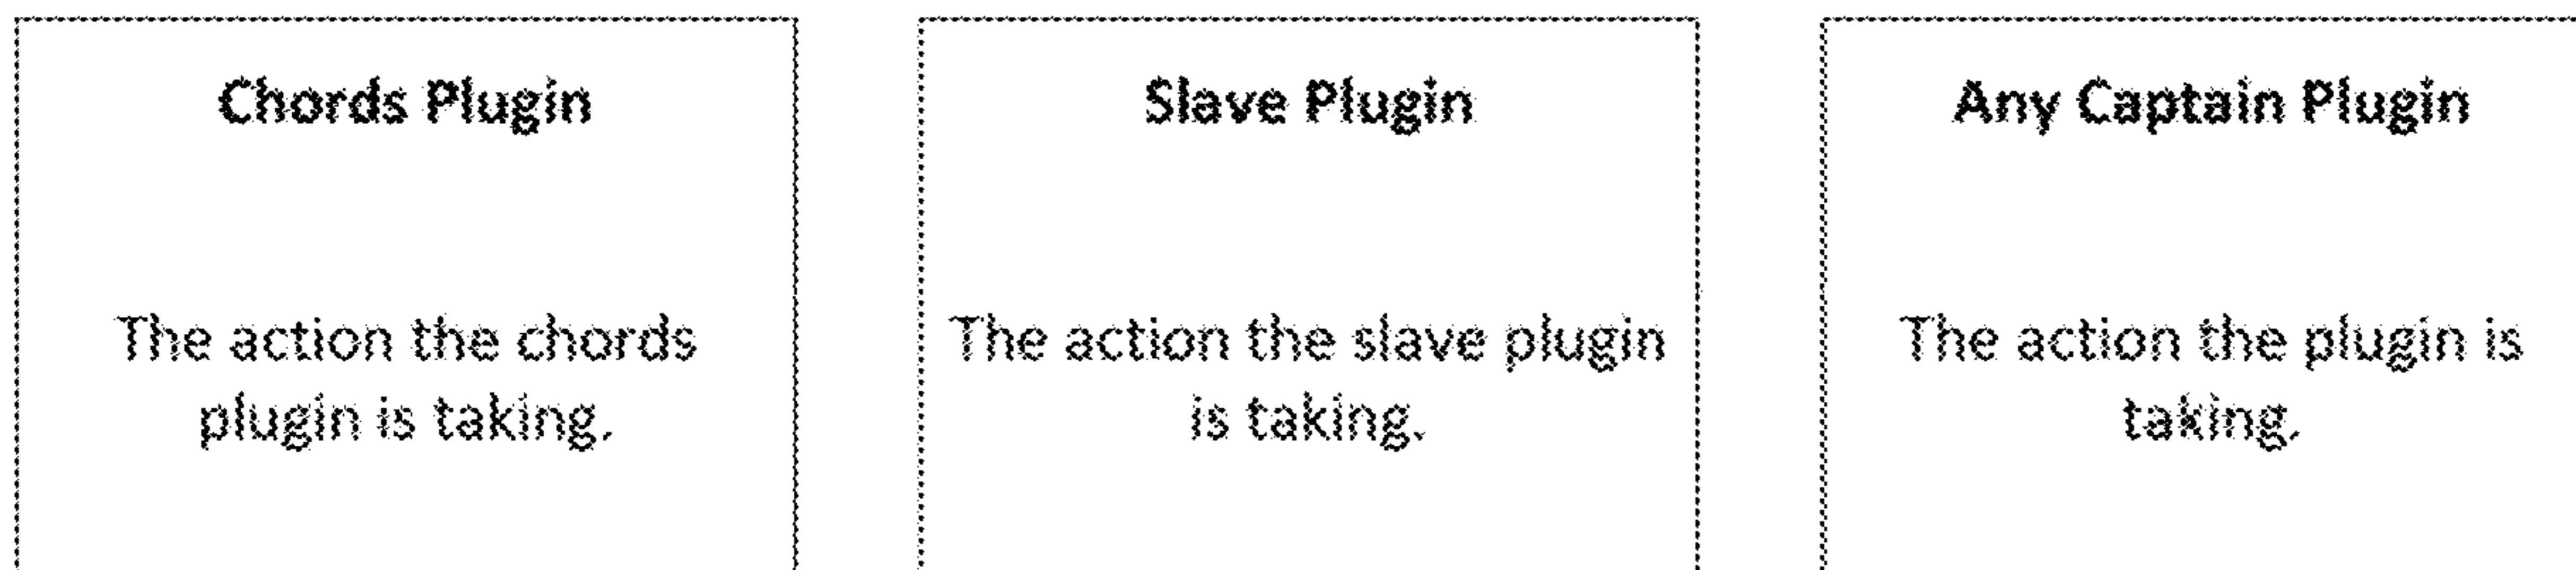 Chords Plugin
The action the chords
plugin is taking.
Slave Plugin
The action the slave plugin
is taking.
Any Captain Plugin
The action the plugin is
taking.